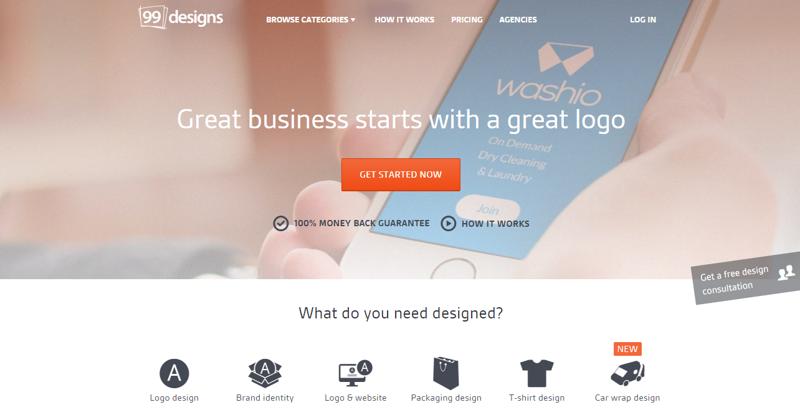 99designs
BROWSE CATEGORIES HOW IT WORKS PRICING AGENCIES LOG IN
washio
Great business starts with a great logo
On Demand
Dry Cleaning
& Laundry
GET STARTED NOW
Join
100% MONEY BACK GUARANTEE HOW IT WORKS
Get a free design
consultation
What do you need designed?
NEW
A A A
Logo design Brand identity Logo & website Packaging design T-shirt design Car wrap design